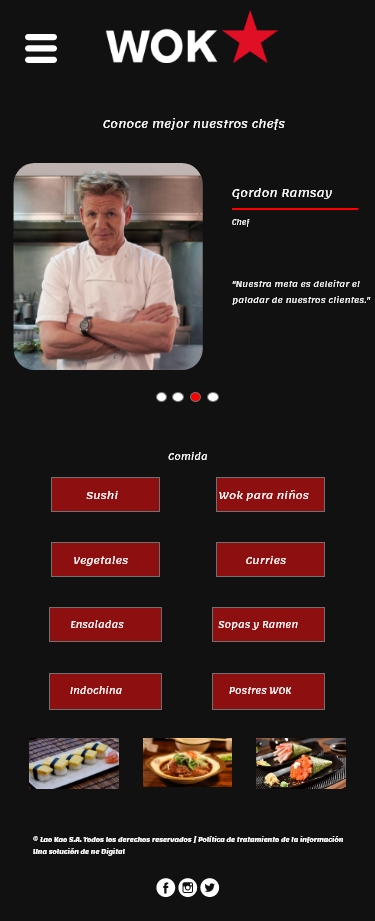 WOK
Conoce mejor nuestros chefs
Gordon Ramsay
Chef
"Nuestra meta es deleitar el
paladar de nuestros clientes."
Comida
Sushi
Wok para niños
Vegetales
Curries
Ensaladas
Sopas y Ramen
Indochina
Postres WOK
© Lao Kao S.A. Todos los derechos reservados | Política de tratamiento de la información
Una solución de nc Digital